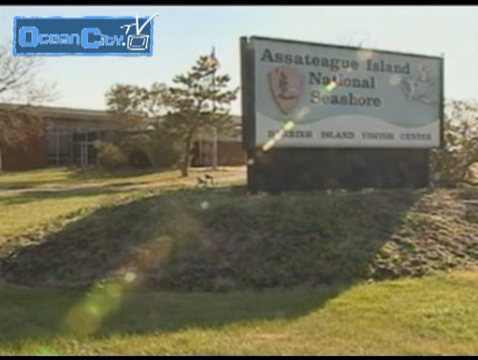 OceanCity.TV
Assateague Island
National
Seashore
Barrier Island Visitor Center